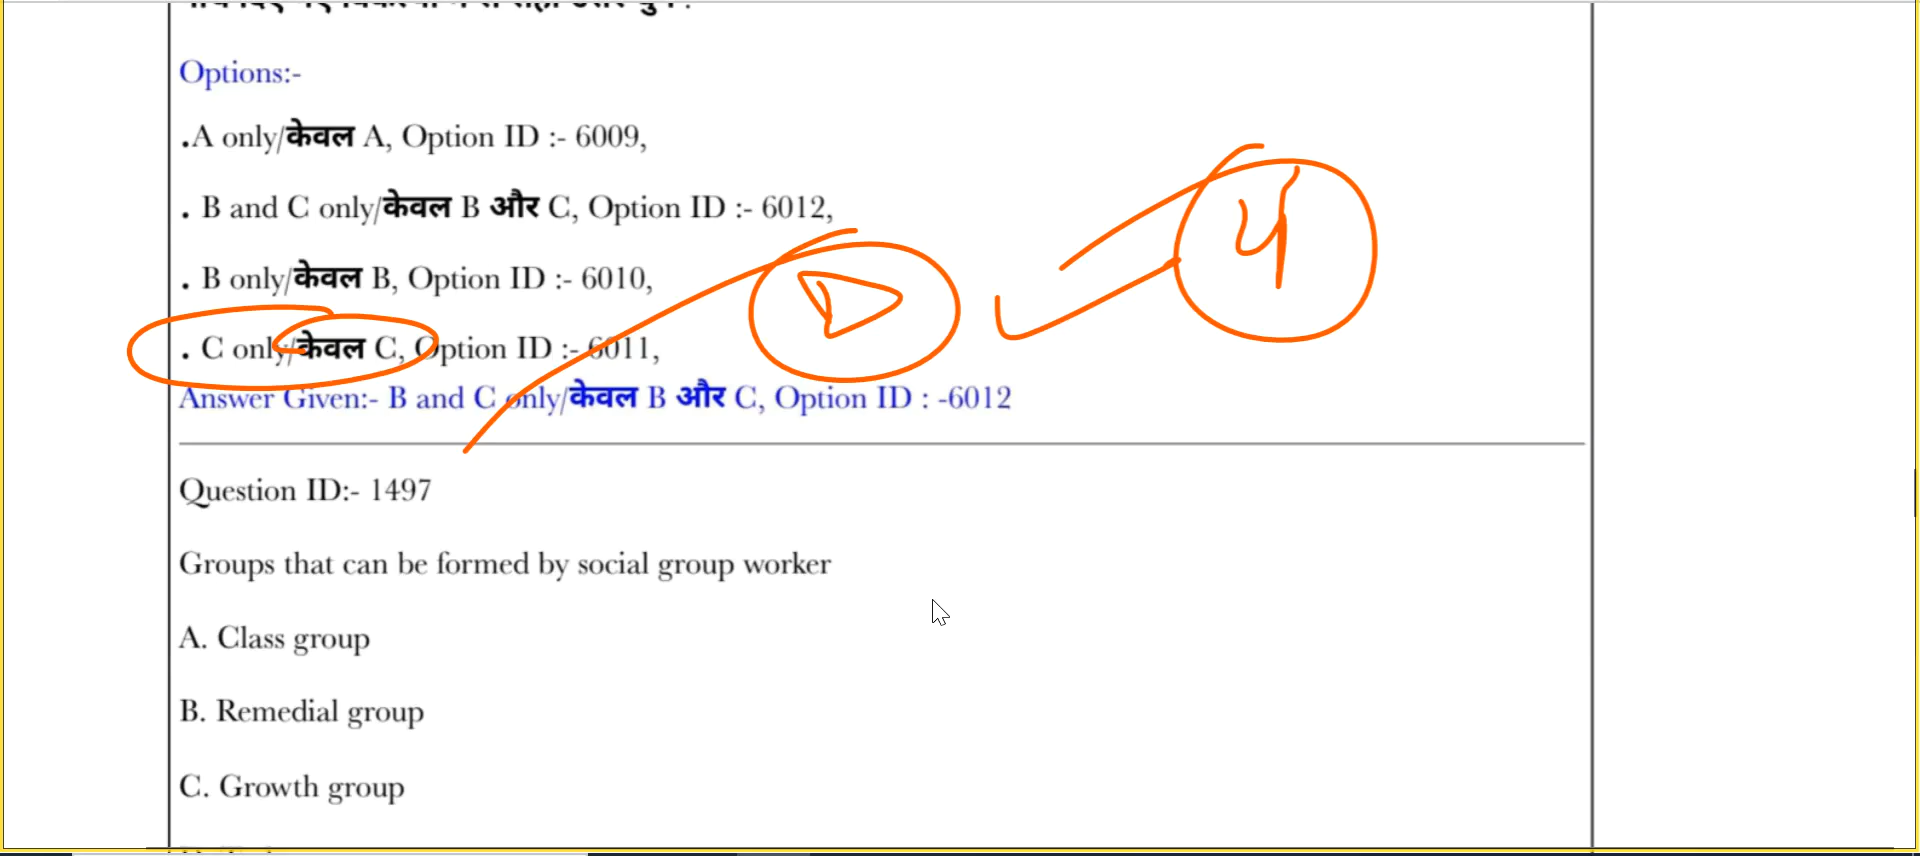 Options:-
.A only/केवल A, Option ID :- 6009,
. B and C only/केवल B और C, Option ID :- 6012,
. B only/केवल B, Option ID :- 6010,
. C only/केवल C, Option ID :- 6011,
Answer Given:- B and C only/केवल B और C, Option ID : -6012
D
4
Question ID:- 1497
Groups that can be formed by social group worker
A. Class group
B. Remedial group
C. Growth group